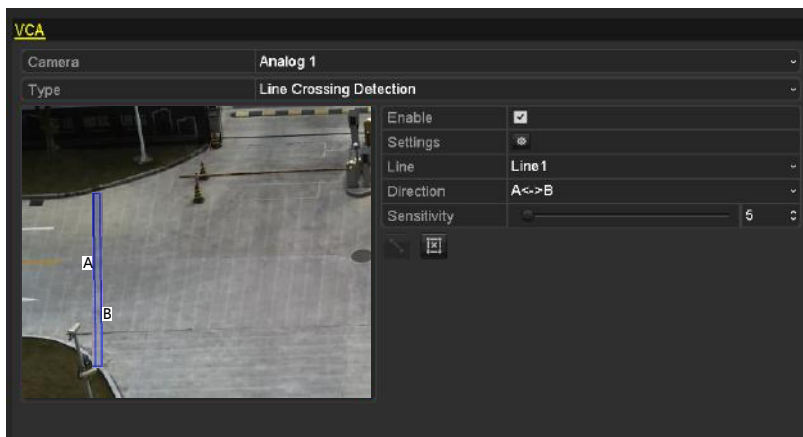 VCA
Camera Analog 1
Type Line Crossing Detection
Enable
Settings
Line Line1
Direction A<->B
Sensitivity 5
A
B